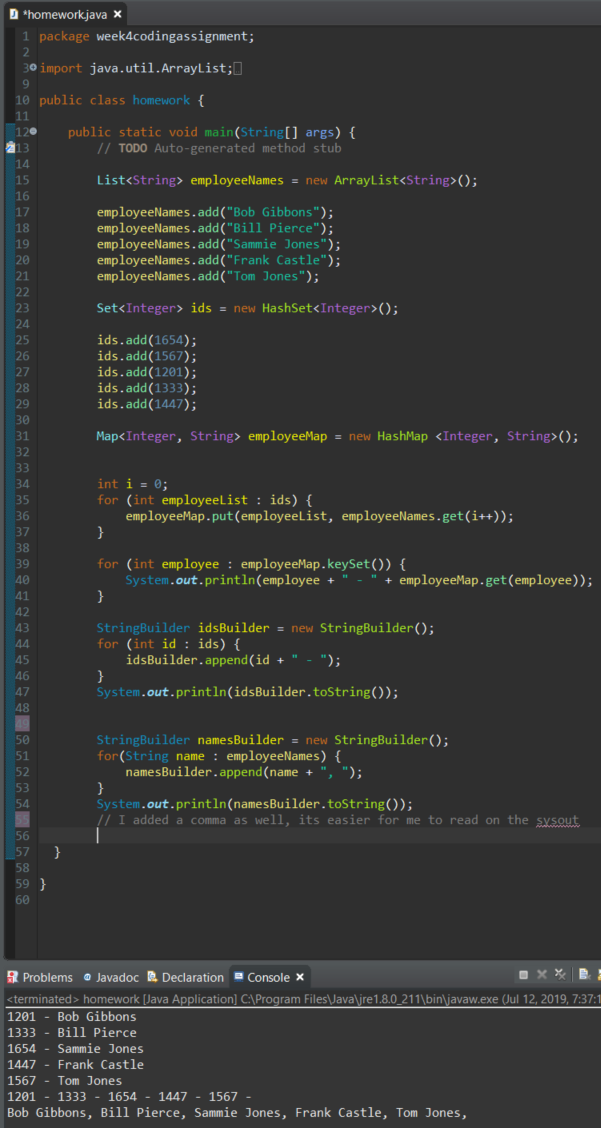 *homework.java
1 package week4codingassignment;
2
3 import java.util.ArrayList;
9
10 public class homework {
11
12 public static void main(String[] args) {
13 // TODO Auto-generated method stub
14
15 List<String> employeeNames = new ArrayList<String>();
16
17 employeeNames.add("Bob Gibbons");
18 employeeNames.add("Bill Pierce");
19 employeeNames.add("Sammie Jones");
20 employeeNames.add("Frank Castle");
21 employeeNames.add("Tom Jones");
22
23 Set<Integer> ids = new HashSet<Integer>();
24
25 ids.add(1654);
26 ids.add(1567);
27 ids.add(1201);
28 ids.add(1333);
29 ids.add(1447);
30
31 Map<Integer, String> employeeMap = new HashMap <Integer, String>();
32
33
34 int i = 0;
35 for (int employeeList : ids) {
36 employeeMap.put(employeeList, employeeNames.get(i++));
37 }
38
39 for (int employee : employeeMap.keySet()) {
40 System.out.println(employee + " - " + employeeMap.get(employee));
41 }
42
43 StringBuilder idsBuilder = new StringBuilder();
44 for (int id : ids) {
45 idsBuilder.append(id + " - ");
46 }
47 System.out.println(idsBuilder.toString());
48
49
50 StringBuilder namesBuilder = new StringBuilder();
51 for(String name : employeeNames) {
52 namesBuilder.append(name + ", ");
53 }
54 System.out.println(namesBuilder.toString());
55 // I added a comma as well, its easier for me to read on the sysout
56
57 }
58
59 }
60
Problems Javadoc Declaration Console
<terminated> homework [Java Application] C:\Program Files\Java\jre1.8.0_211\bin\javaw.exe (Jul 12, 2019, 7:37:1
1201 - Bob Gibbons
1333 - Bill Pierce
1654 - Sammie Jones
1447 - Frank Castle
1567 - Tom Jones
1201 - 1333 - 1654 - 1447 - 1567 -
Bob Gibbons, Bill Pierce, Sammie Jones, Frank Castle, Tom Jones,